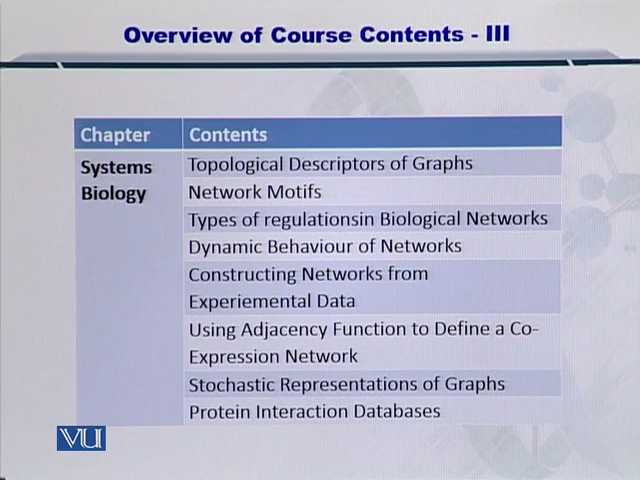 Overview of Course Contents - III
Chapter Contents
Systems Biology
Topological Descriptors of Graphs
Network Motifs
Types of regulationsin Biological Networks
Dynamic Behaviour of Networks
Constructing Networks from
Experiemental Data
Using Adjacency Function to Define a Co-
Expression Network
Stochastic Representations of Graphs
Protein Interaction Databases
VU